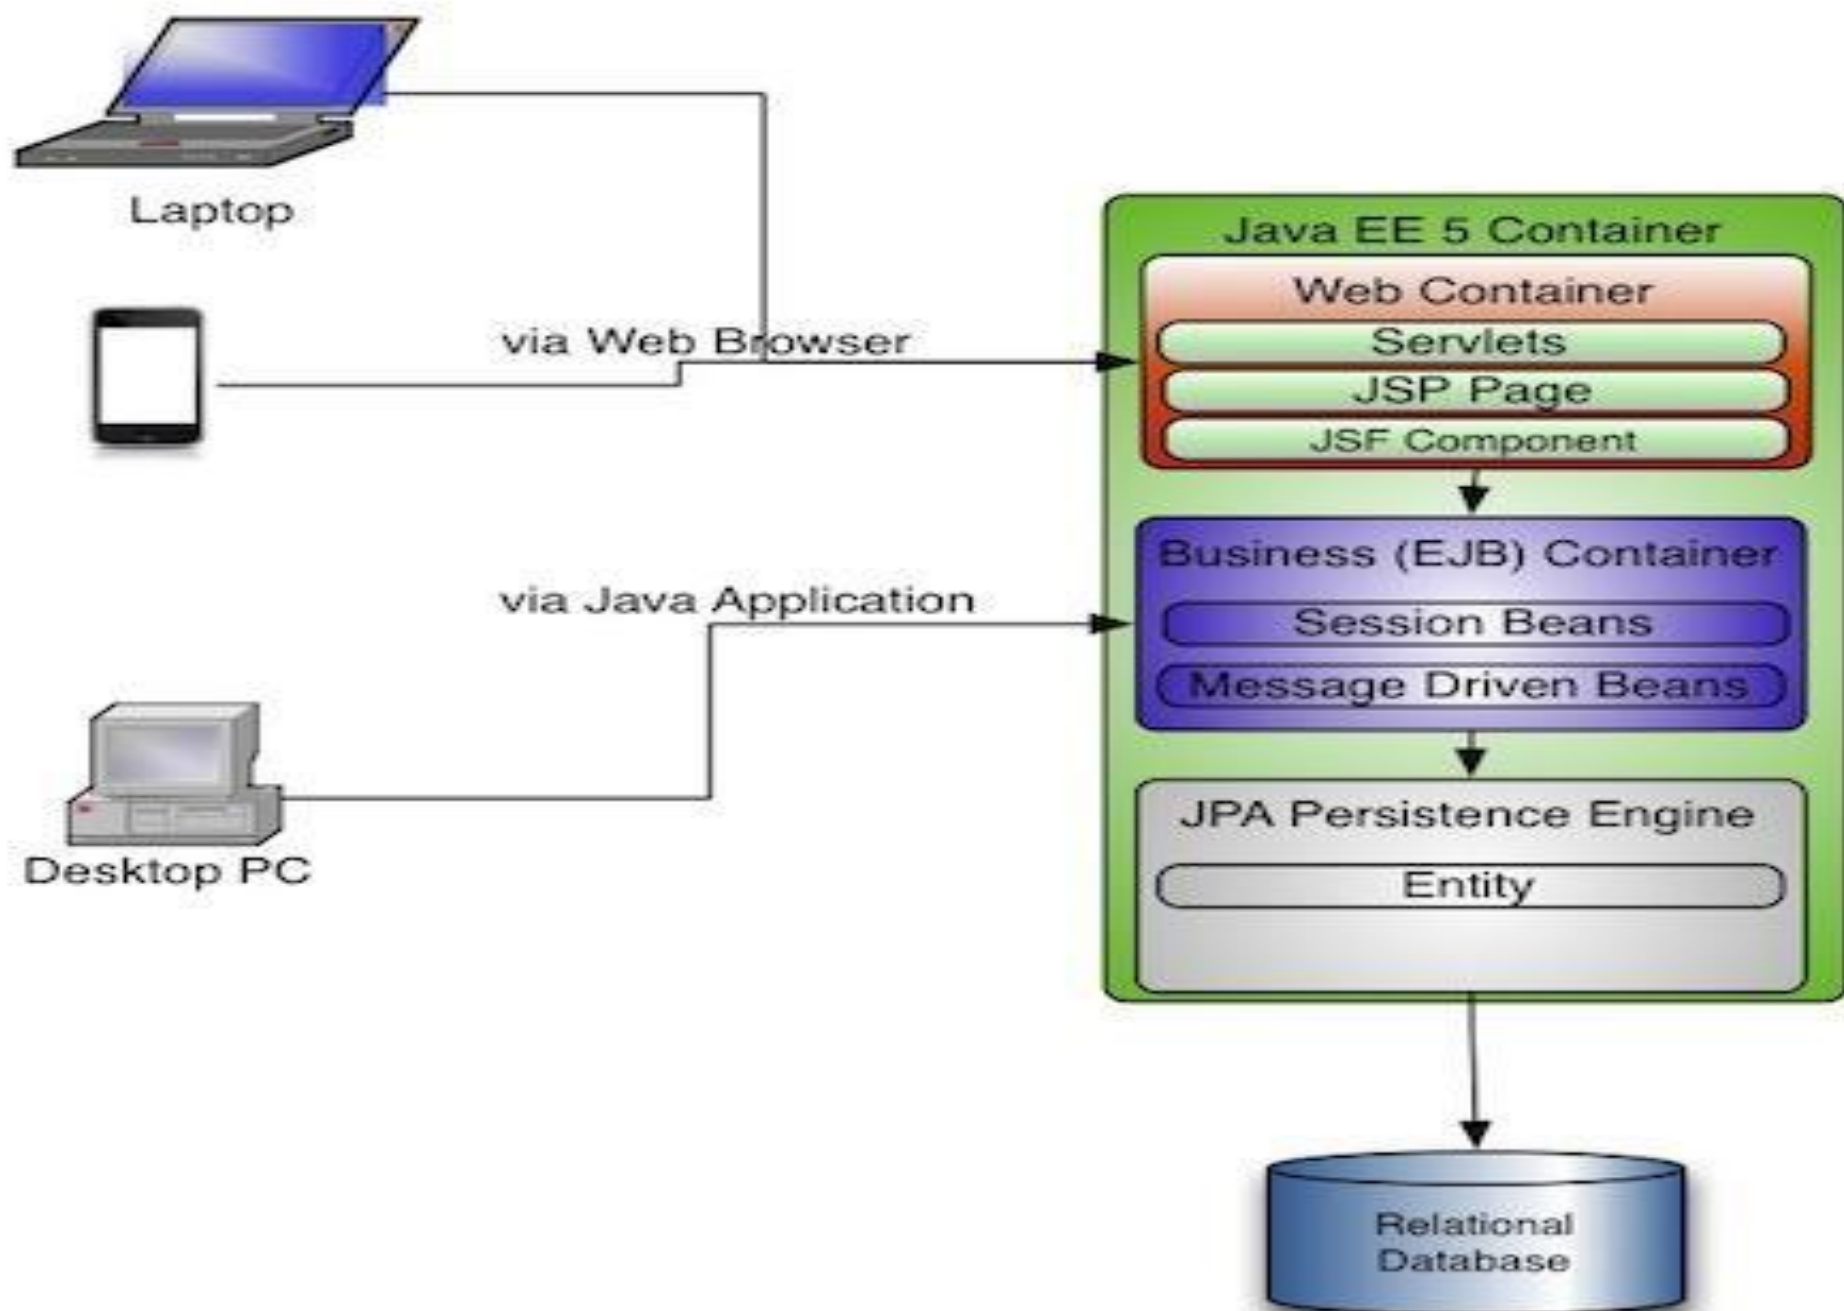 Laptop
via Web Browser
via Java Application
Desktop PC
Java EE 5 Container
Web Container
Servlets
JSP Page
JSF Component
Business (EJB) Container
Session Beans
Message Driven Beans
JPA Persistence Engine
Entity
Relational
Database